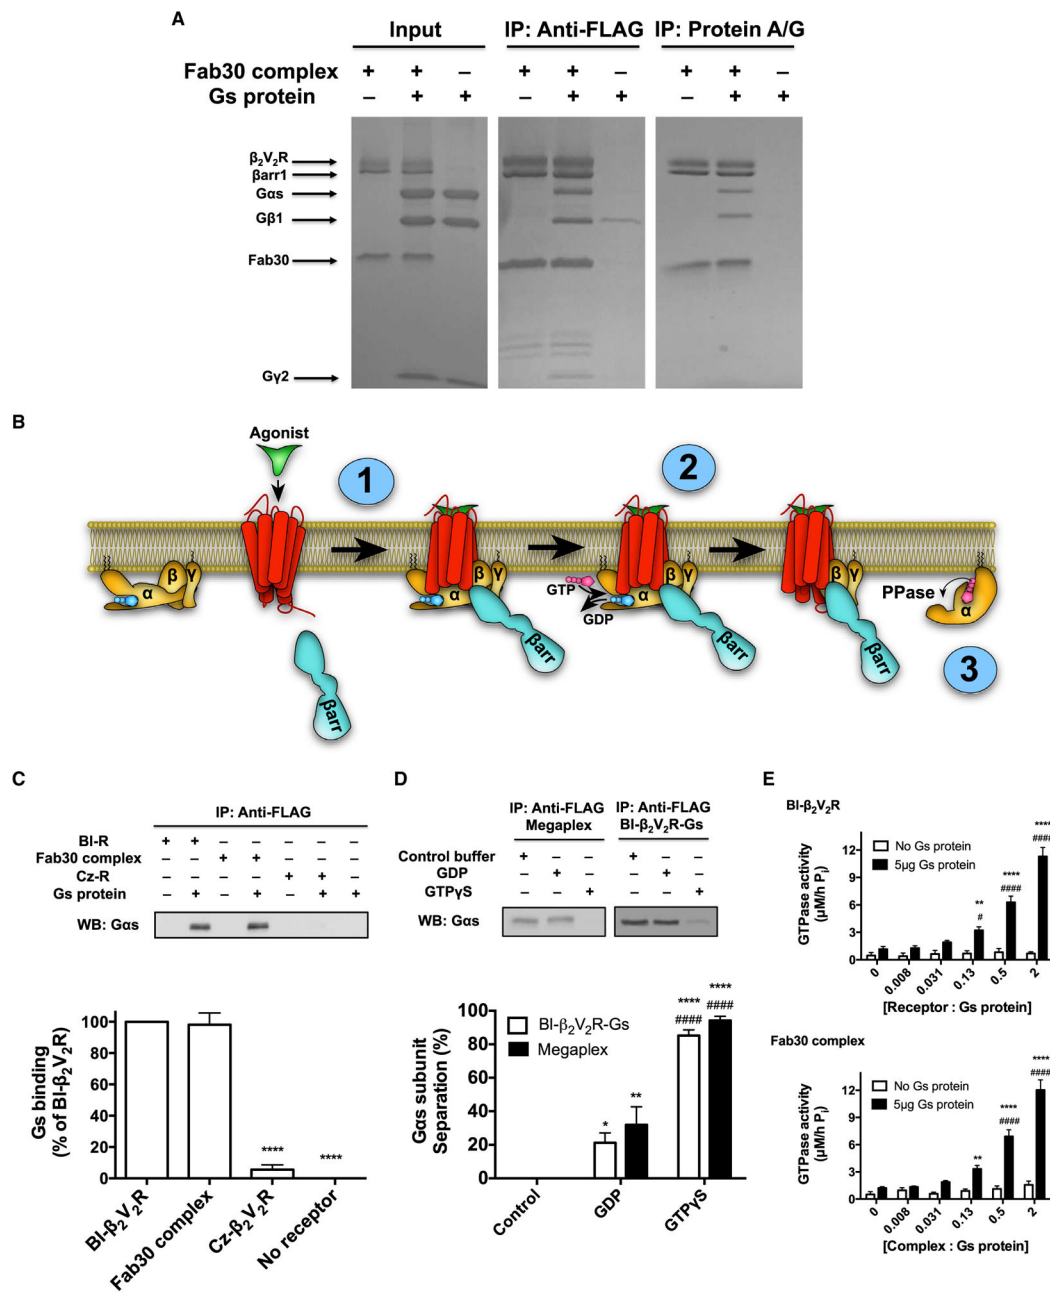 A
Input
IP: Anti-FLAG
IP: Protein A/G
Fab30 complex + + – + + – + + –
Gs protein – + + – + + – + +
β₂V₂R
βarr1
Gαs
Gβ1
Fab30
Gγ2
B
Agonist
1
2
β γ
α
β γ
α
GTP
GDP
β γ
α
βarr
βarr
βarr
β γ
βarr
PPase
α
3
C
IP: Anti-FLAG
BI-R + + – – – – –
Fab30 complex – – + + – – –
Cz-R – – – – + + –
Gs protein – + – + – + +
WB: Gαs
Gs binding
(% of BI-β₂V₂R)
100
80
60
40
20
0
****
****
BI-β₂V₂R
Fab30 complex
Cz-β₂V₂R
No receptor
D
IP: Anti-FLAG
Megaplex
IP: Anti-FLAG
BI-β₂V₂R-Gs
Control buffer + – – + – –
GDP – + – – + –
GTPγS – – + – – +
WB: Gαs
Gαs subunit
Separation (%)
100
80
60
40
20
0
BI-β₂V₂R-Gs
Megaplex
*
**
****
####
****
####
Control
GDP
GTPγS
E
BI-β₂V₂R
GTPase activity
(µM/h Pᵢ)
12
9
6
3
0
No Gs protein
5µg Gs protein
**
#
****
####
****
####
0 0.008 0.031 0.13 0.5 2
[Receptor : Gs protein]
Fab30 complex
GTPase activity
(µM/h Pᵢ)
12
9
6
3
0
No Gs protein
5µg Gs protein
**
****
####
****
####
0 0.008 0.031 0.13 0.5 2
[Complex : Gs protein]